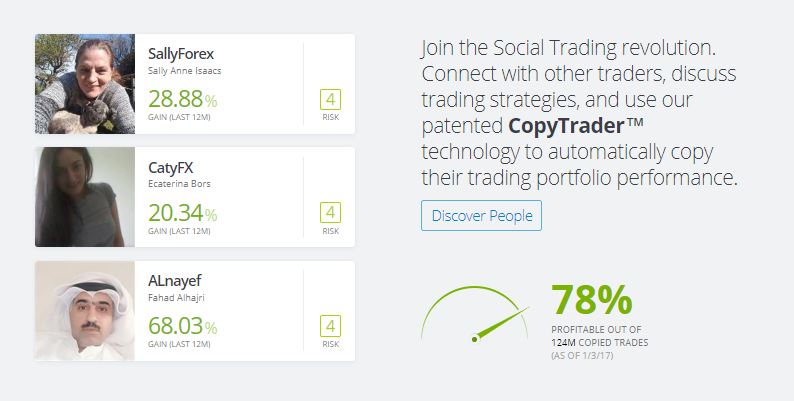 SallyForex
Sally Anne Isaacs
28.88%
GAIN (LAST 12M)
4
RISK
CatyFX
Ecaterina Bors
20.34%
GAIN (LAST 12M)
4
RISK
ALnayef
Fahad Alhajri
68.03%
GAIN (LAST 12M)
4
RISK
Join the Social Trading revolution.
Connect with other traders, discuss
trading strategies, and use our
patented CopyTrader™
technology to automatically copy
their trading portfolio performance.
Discover People
78%
PROFITABLE OUT OF
124M COPIED TRADES
(AS OF 1/3/17)